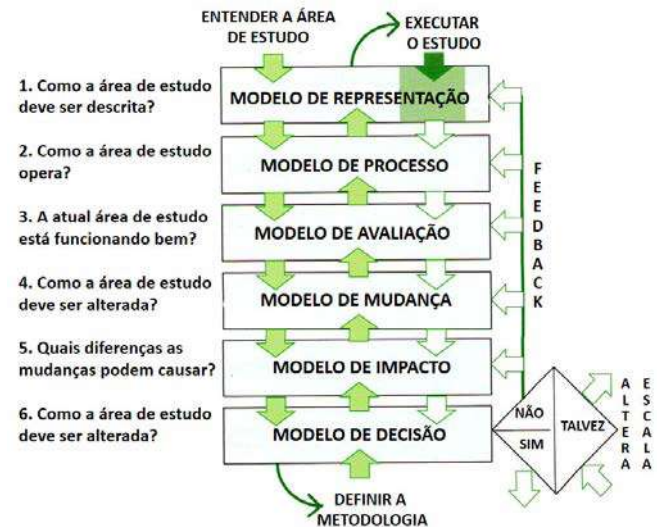 ENTENDER A ÁREA
DE ESTUDO
EXECUTAR
O ESTUDO
1. Como a área de estudo
deve ser descrita?
MODELO DE REPRESENTAÇÃO
2. Como a área de estudo
opera?
MODELO DE PROCESSO
3. A atual área de estudo
está funcionando bem?
MODELO DE AVALIAÇÃO
4. Como a área de estudo
deve ser alterada?
MODELO DE MUDANÇA
5. Quais diferenças as
mudanças podem causar?
MODELO DE IMPACTO
6. Como a área de estudo
deve ser alterada?
MODELO DE DECISÃO
FEEDBACK
NÃO
SIM
TALVEZ
ALTERA
ESCALA
DEFINIR A
METODOLOGIA